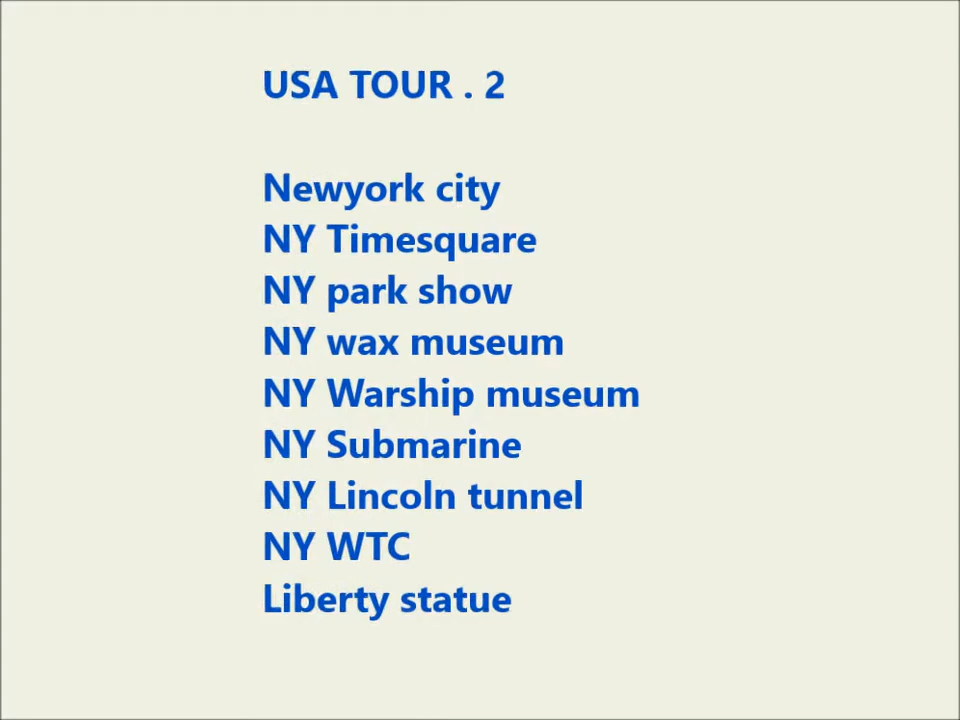 USA TOUR . 2
Newyork city
NY Timesquare
NY park show
NY wax museum
NY Warship museum
NY Submarine
NY Lincoln tunnel
NY WTC
Liberty statue